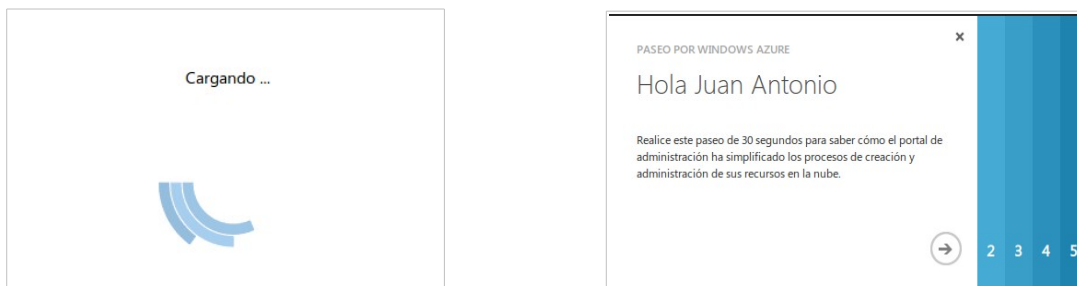 Cargando ...
PASEO POR WINDOWS AZURE
Hola Juan Antonio
Realice este paseo de 30 segundos para saber cómo el portal de
administración ha simplificado los procesos de creación y
administración de sus recursos en la nube.
2 3 4 5